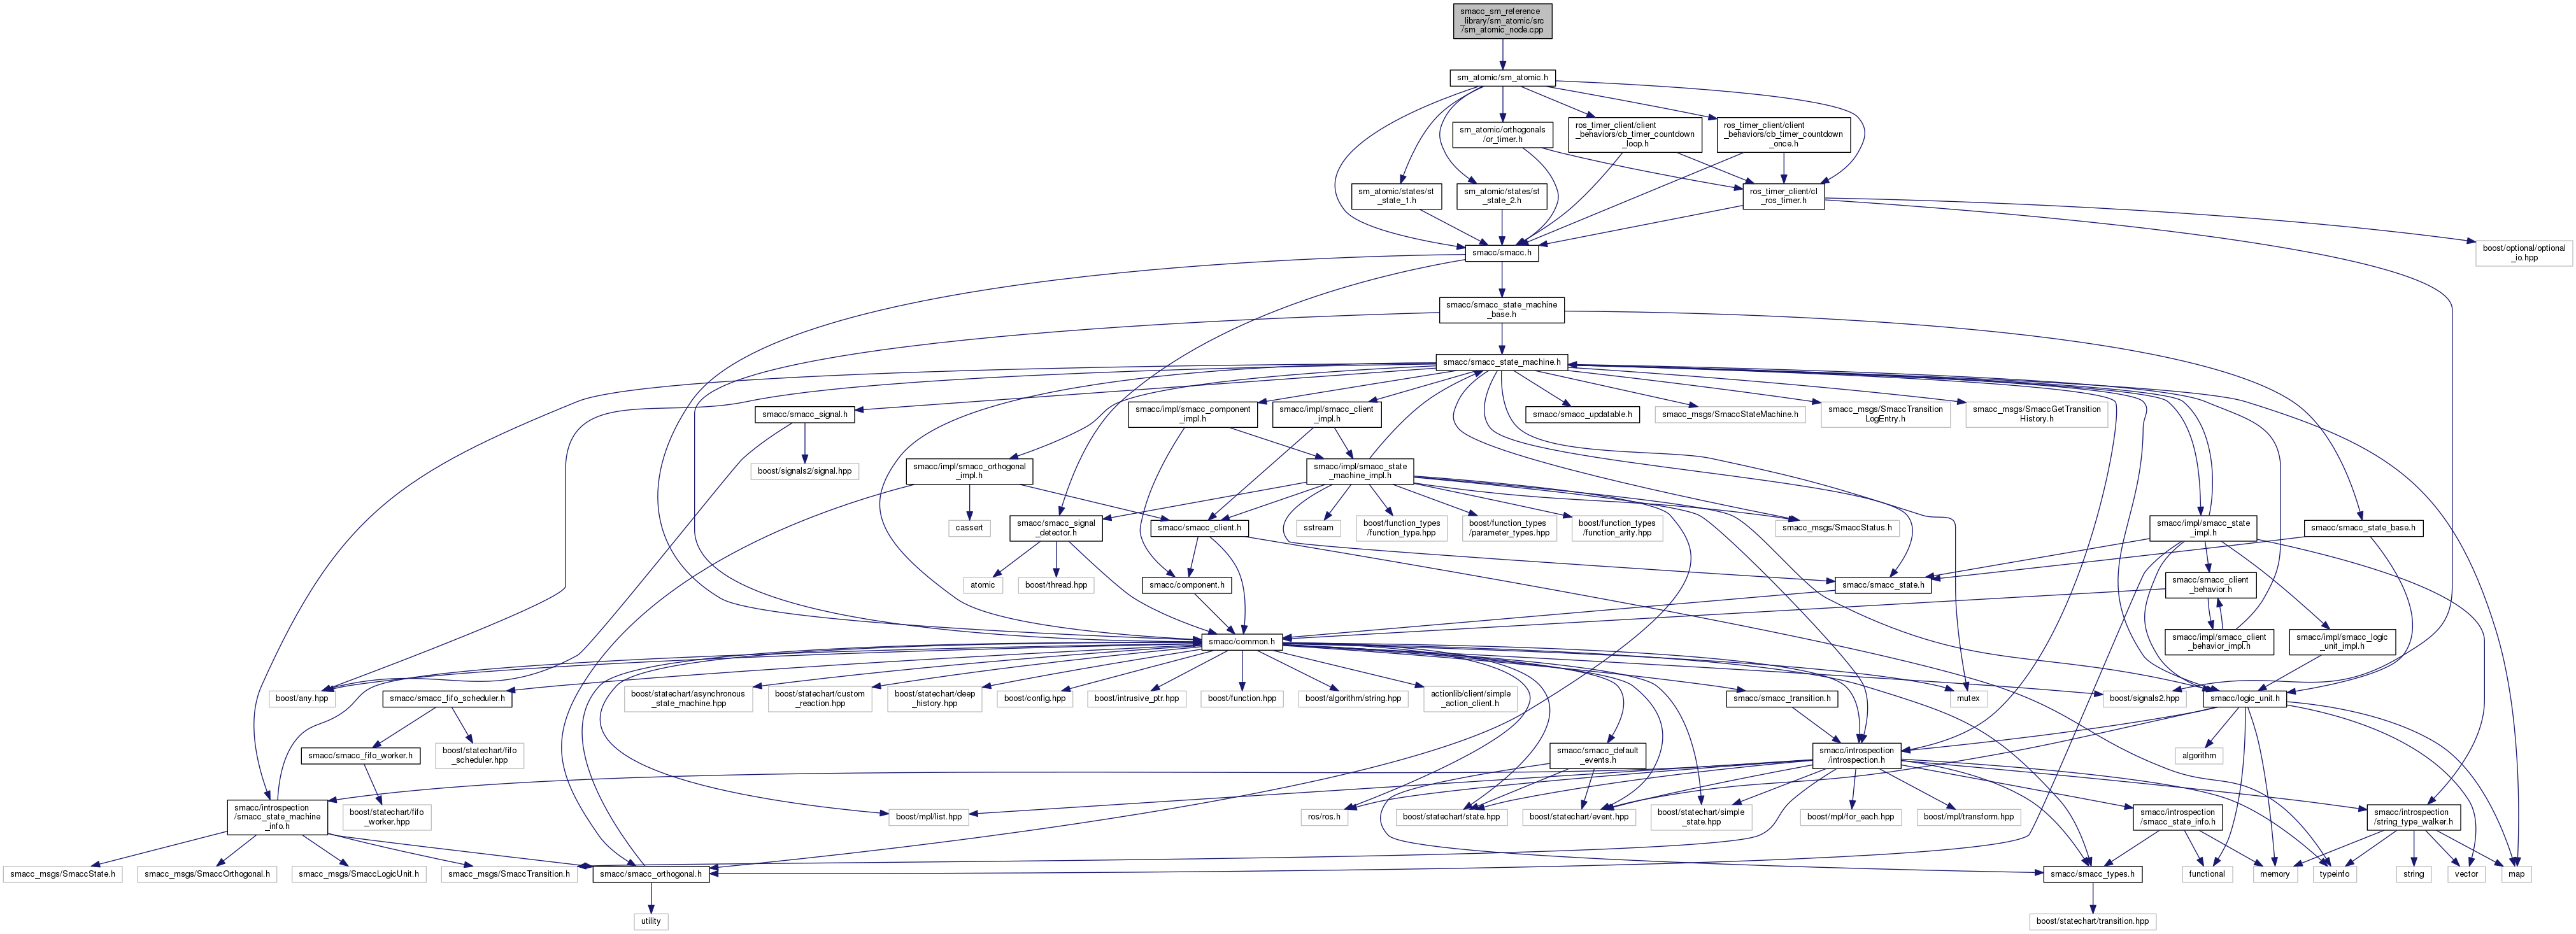 smacc_sm_reference
_library/sm_atomic/src
/sm_atomic_node.cpp
sm_atomic/sm_atomic.h
sm_atomic/orthogonals
/or_timer.h
ros_timer_client/client
_behaviors/cb_timer_countdown
_loop.h
ros_timer_client/client
_behaviors/cb_timer_countdown
_once.h
sm_atomic/states/st
_state_1.h
sm_atomic/states/st
_state_2.h
ros_timer_client/cl
_ros_timer.h
smacc/smacc.h
boost/optional/optional
_io.hpp
smacc/smacc_state_machine
_base.h
smacc/smacc_state_machine.h
smacc/smacc_signal.h
smacc/impl/smacc_component
_impl.h
smacc/impl/smacc_client
_impl.h
smacc/smacc_updatable.h
smacc_msgs/SmaccStateMachine.h
smacc_msgs/SmaccTransition
LogEntry.h
smacc_msgs/SmaccGetTransition
History.h
boost/signals2/signal.hpp
smacc/impl/smacc_orthogonal
_impl.h
smacc/impl/smacc_state
_machine_impl.h
cassert
smacc/smacc_signal
_detector.h
smacc/smacc_client.h
sstream
boost/function_types
/function_type.hpp
boost/function_types
/parameter_types.hpp
boost/function_types
/function_arity.hpp
smacc_msgs/SmaccStatus.h
smacc/impl/smacc_state
_impl.h
smacc/smacc_state_base.h
atomic
boost/thread.hpp
smacc/component.h
smacc/smacc_state.h
smacc/smacc_client
_behavior.h
smacc/common.h
smacc/impl/smacc_client
_behavior_impl.h
smacc/impl/smacc_logic
_unit_impl.h
boost/any.hpp
smacc/smacc_fifo_scheduler.h
boost/statechart/asynchronous
_state_machine.hpp
boost/statechart/custom
_reaction.hpp
boost/statechart/deep
_history.hpp
boost/config.hpp
boost/intrusive_ptr.hpp
boost/function.hpp
boost/algorithm/string.hpp
actionlib/client/simple
_action_client.h
smacc/smacc_transition.h
mutex
boost/signals2.hpp
smacc/logic_unit.h
smacc/smacc_fifo_worker.h
boost/statechart/fifo
_scheduler.hpp
smacc/smacc_default
_events.h
smacc/introspection
/introspection.h
algorithm
smacc/introspection
/smacc_state_machine
_info.h
boost/statechart/fifo
_worker.hpp
boost/mpl/list.hpp
ros/ros.h
boost/statechart/state.hpp
boost/statechart/event.hpp
boost/statechart/simple
_state.hpp
boost/mpl/for_each.hpp
boost/mpl/transform.hpp
smacc/introspection
/smacc_state_info.h
smacc/introspection
/string_type_walker.h
smacc_msgs/SmaccState.h
smacc_msgs/SmaccOrthogonal.h
smacc_msgs/SmaccLogicUnit.h
smacc_msgs/SmaccTransition.h
smacc/smacc_orthogonal.h
smacc/smacc_types.h
functional
memory
typeinfo
string
vector
map
utility
boost/statechart/transition.hpp